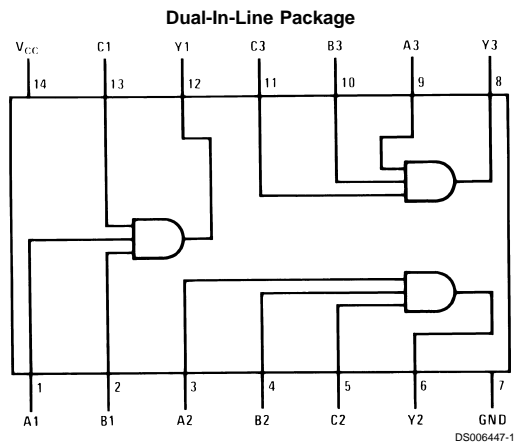 Dual-In-Line Package
VCC C1 Y1 C3 B3 A3 Y3
14 13 12 11 10 9 8
1 2 3 4 5 6 7
A1 B1 A2 B2 C2 Y2 GND
DS006447-1